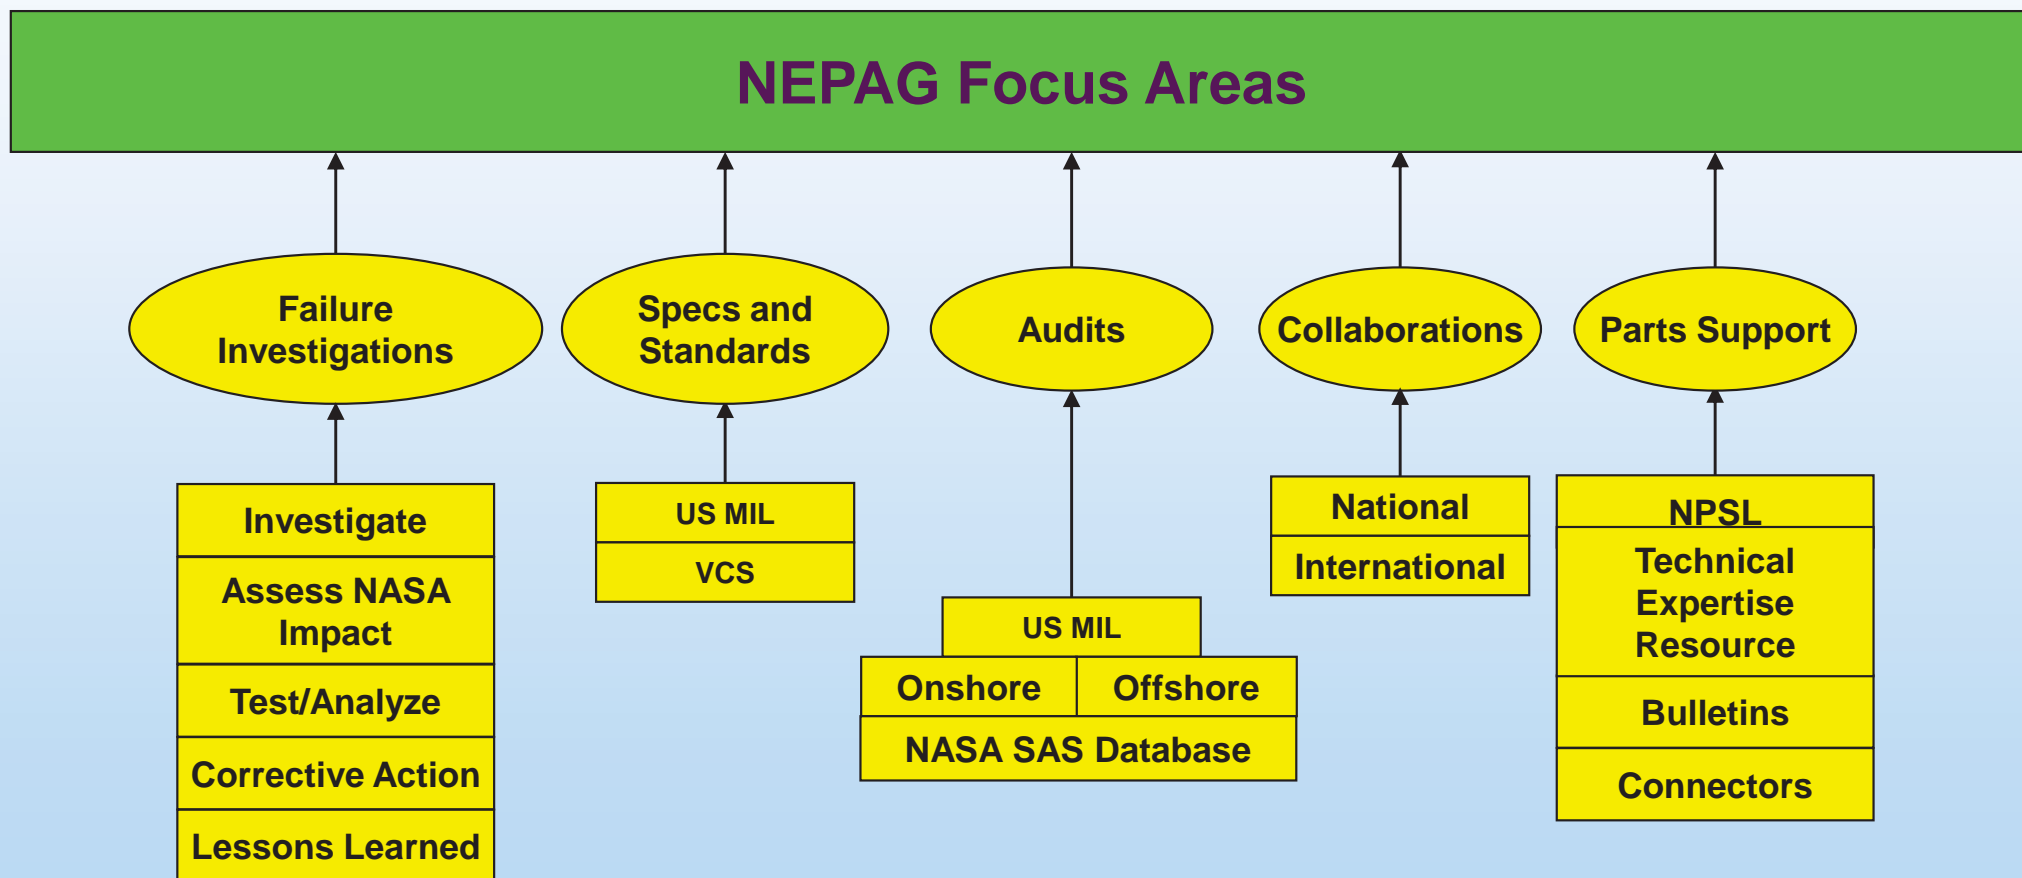 NEPAG Focus Areas
Failure
Investigations
Specs and
Standards
Audits
Collaborations
Parts Support
Investigate
Assess NASA
Impact
Test/Analyze
Corrective Action
Lessons Learned
US MIL
VCS
US MIL
Onshore
Offshore
NASA SAS Database
National
International
NPSL
Technical
Expertise
Resource
Bulletins
Connectors